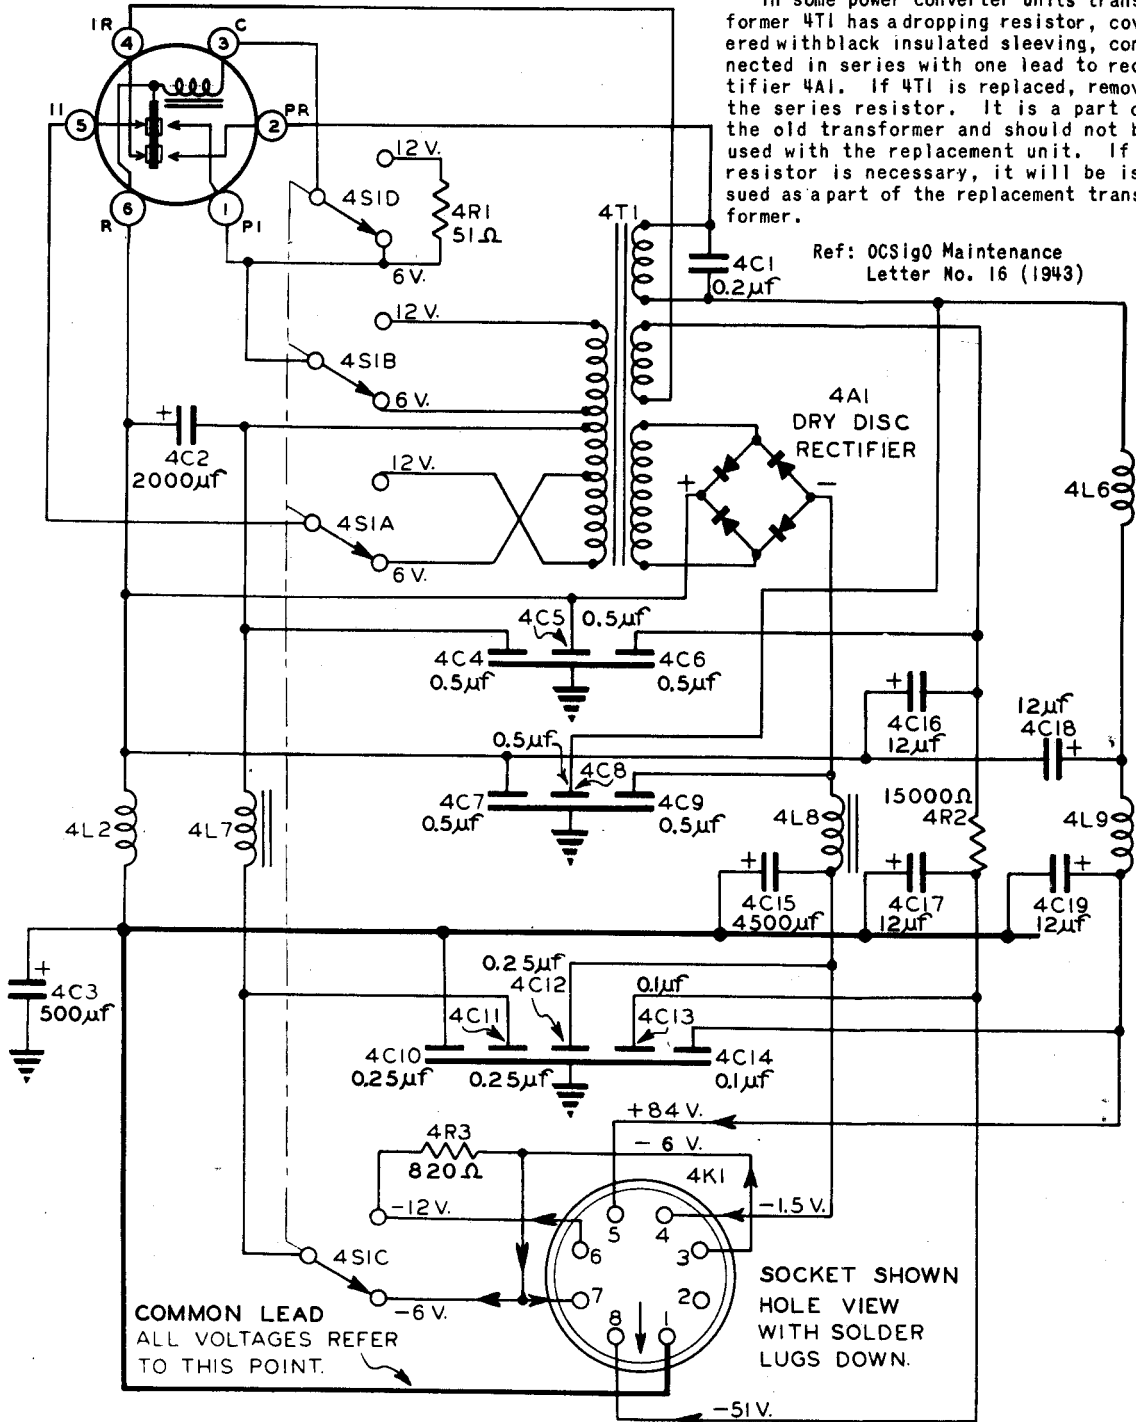 In some power converter units trans
former 4T1 has a dropping resistor, cov
ered with black insulated sleeving, con
nected in series with one lead to rec
tifier 4A1. If 4T1 is replaced, remov
the series resistor. It is a part o
the old transformer and should not b
used with the replacement unit. If
resistor is necessary, it will be is
sued as a part of the replacement trans
former.
Ref: OCSigO Maintenance
Letter No. 16 (1943)
IR
4
3
C
II
5
2
PR
6
R
1
PI
12 V.
4S1D
4R1
51Ω
6V.
4T1
4C1
0.2μf
12V.
4S1B
6 V.
4A1
DRY DISC
RECTIFIER
+
4C2
2000μf
12V.
+
−
4L6
4S1A
6 V.
4C5
0.5μf
4C4
0.5μf
4C6
0.5μf
+
4C16
12μf
12μf
4C18
+
0.5μf
4C8
4C7
0.5μf
4C9
0.5μf
15000Ω
4R2
4L2
4L7
4L8
4L9
+
4C15
4500μf
+
4C17
12μf
+
4C19
12μf
+
4C3
500μf
0.25μf
4C12
0.1μf
4C11
4C13
4C10
0.25μf
0.25μf
4C14
0.1μf
+84 V.
4R3
820Ω
− 6 V.
4K1
−12 V.
−1.5V.
5
4
6
3
4S1C
7
2
−6V.
8
1
SOCKET SHOWN
HOLE VIEW
WITH SOLDER
LUGS DOWN.
COMMON LEAD
ALL VOLTAGES REFER
TO THIS POINT.
−51 V.